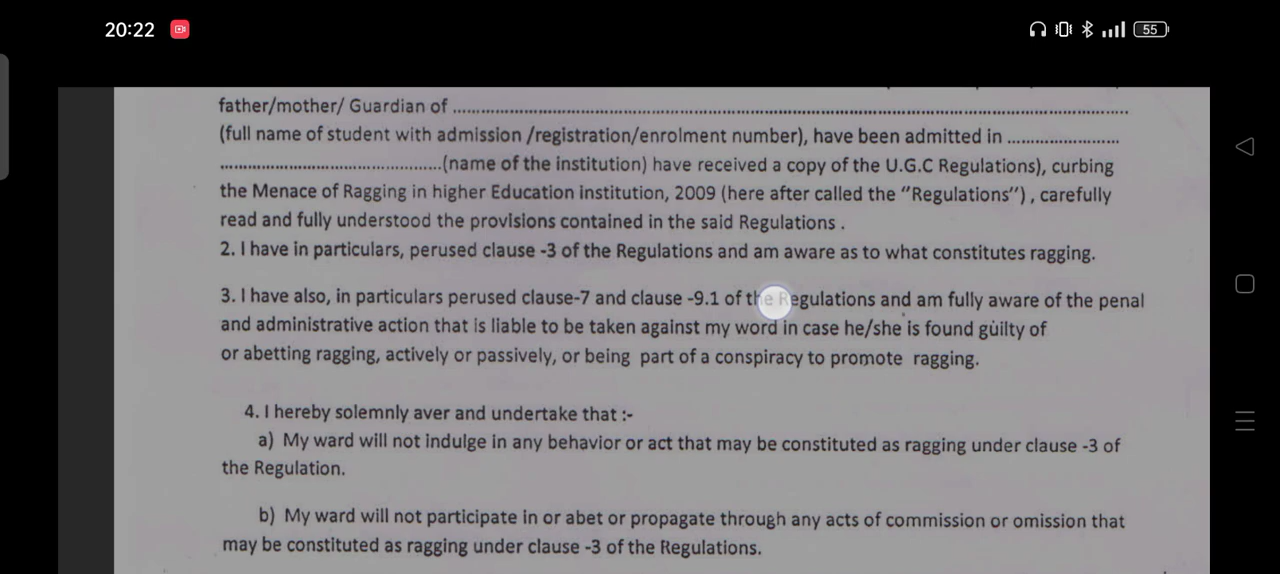 20:22
55
father/mother/ Guardian of ................................................................................................................
(full name of student with admission /registration/enrolment number), have been admitted in ......................
............................................(name of the institution) have received a copy of the U.G.C Regulations), curbing
the Menace of Ragging in higher Education institution, 2009 (here after called the "Regulations") , carefully
read and fully understood the provisions contained in the said Regulations .
2. I have in particulars, perused clause -3 of the Regulations and am aware as to what constitutes ragging.
3. I have also, in particulars perused clause-7 and clause -9.1 of the Regulations and am fully aware of the penal
and administrative action that is liable to be taken against my word in case he/she is found guilty of
or abetting ragging, actively or passively, or being part of a conspiracy to promote ragging.
4. I hereby solemnly aver and undertake that :-
a) My ward will not indulge in any behavior or act that may be constituted as ragging under clause -3 of
the Regulation.
b) My ward will not participate in or abet or propagate through any acts of commission or omission that
may be constituted as ragging under clause -3 of the Regulations.